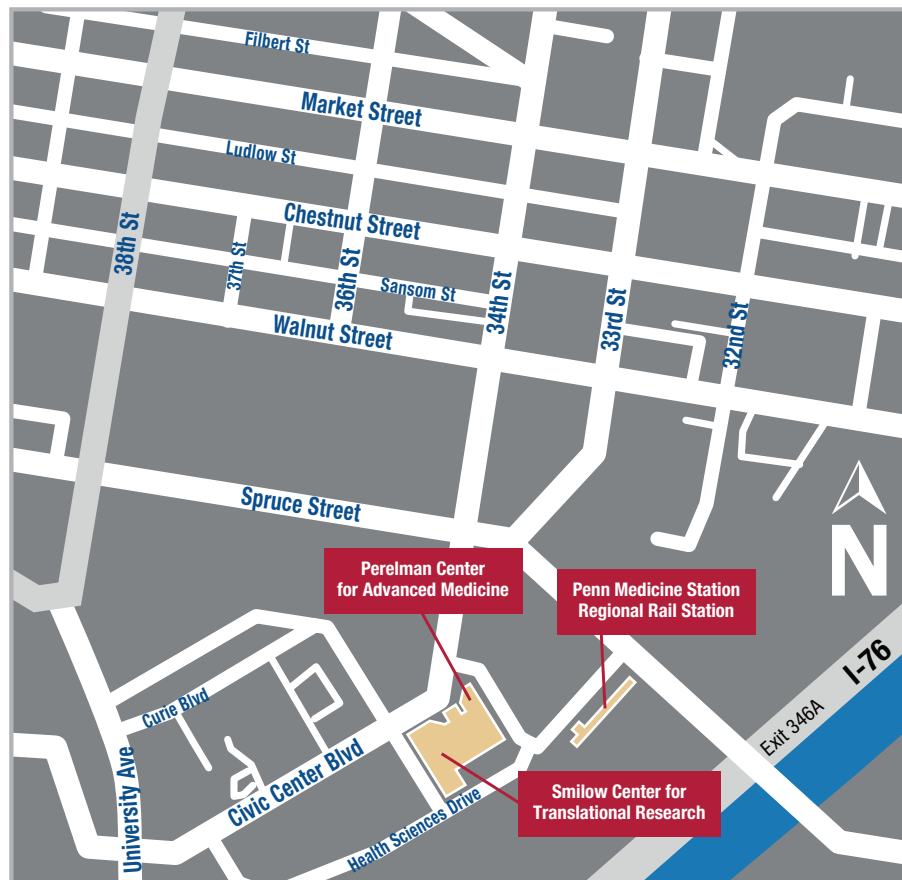 Filbert St
Market Street
Ludlow St
Chestnut Street
38th St
37th St
36th St
Sansom St
34th St
33rd St
32nd St
Walnut Street
Spruce Street
N
Perelman Center
for Advanced Medicine
Penn Medicine Station
Regional Rail Station
I-76
Exit 346A
Curie Blvd
University Ave
Civic Center Blvd
Health Sciences Drive
Smilow Center for
Translational Research